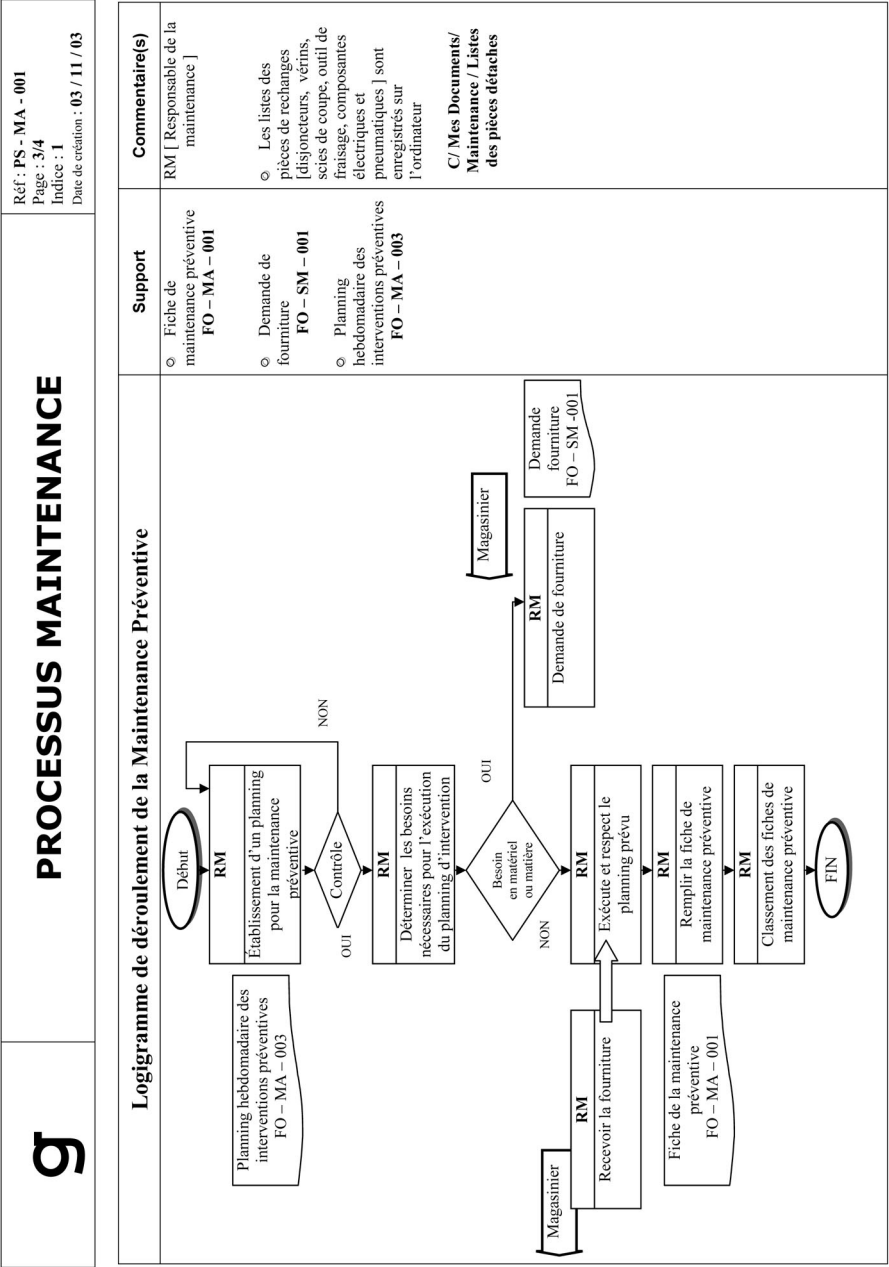 g
PROCESSUS MAINTENANCE
Réf : PS - MA - 001
Page : 3/4
Indice : 1
Date de création : 03 / 11 / 03
Logigramme de déroulement de la Maintenance Préventive
Support
Commentaire(s)
Début
Planning hebdomadaire des
interventions préventives
FO – MA – 003
RM
Établissement d’un planning
pour la maintenance
préventive
Contrôle
NON
OUI
RM
Déterminer les besoins
nécessaires pour l’exécution
du planning d’intervention
Besoin
en matériel
ou matière
OUI
NON
Magasinier
RM
Demande de fourniture
Demande
fourniture
FO – SM -001
Magasinier
RM
Recevoir la fourniture
RM
Exécute et respect le
planning prévu
Fiche de la maintenance
préventive
FO – MA – 001
RM
Remplir la fiche de
maintenance préventive
RM
Classement des fiches de
maintenance préventive
FIN
Fiche de
maintenance préventive
FO – MA – 001
Demande de
fourniture
FO – SM – 001
Planning
hebdomadaire des
interventions préventives
FO – MA – 003
RM [ Responsable de la
maintenance ]
Les listes des
pièces de rechanges
[disjoncteurs, vérins,
scies de coupe, outil de
fraisage, composantes
électriques et
pneumatiques ] sont
enregistrés sur
l’ordinateur
C/ Mes Documents/
Maintenance / Listes
des pièces détaches